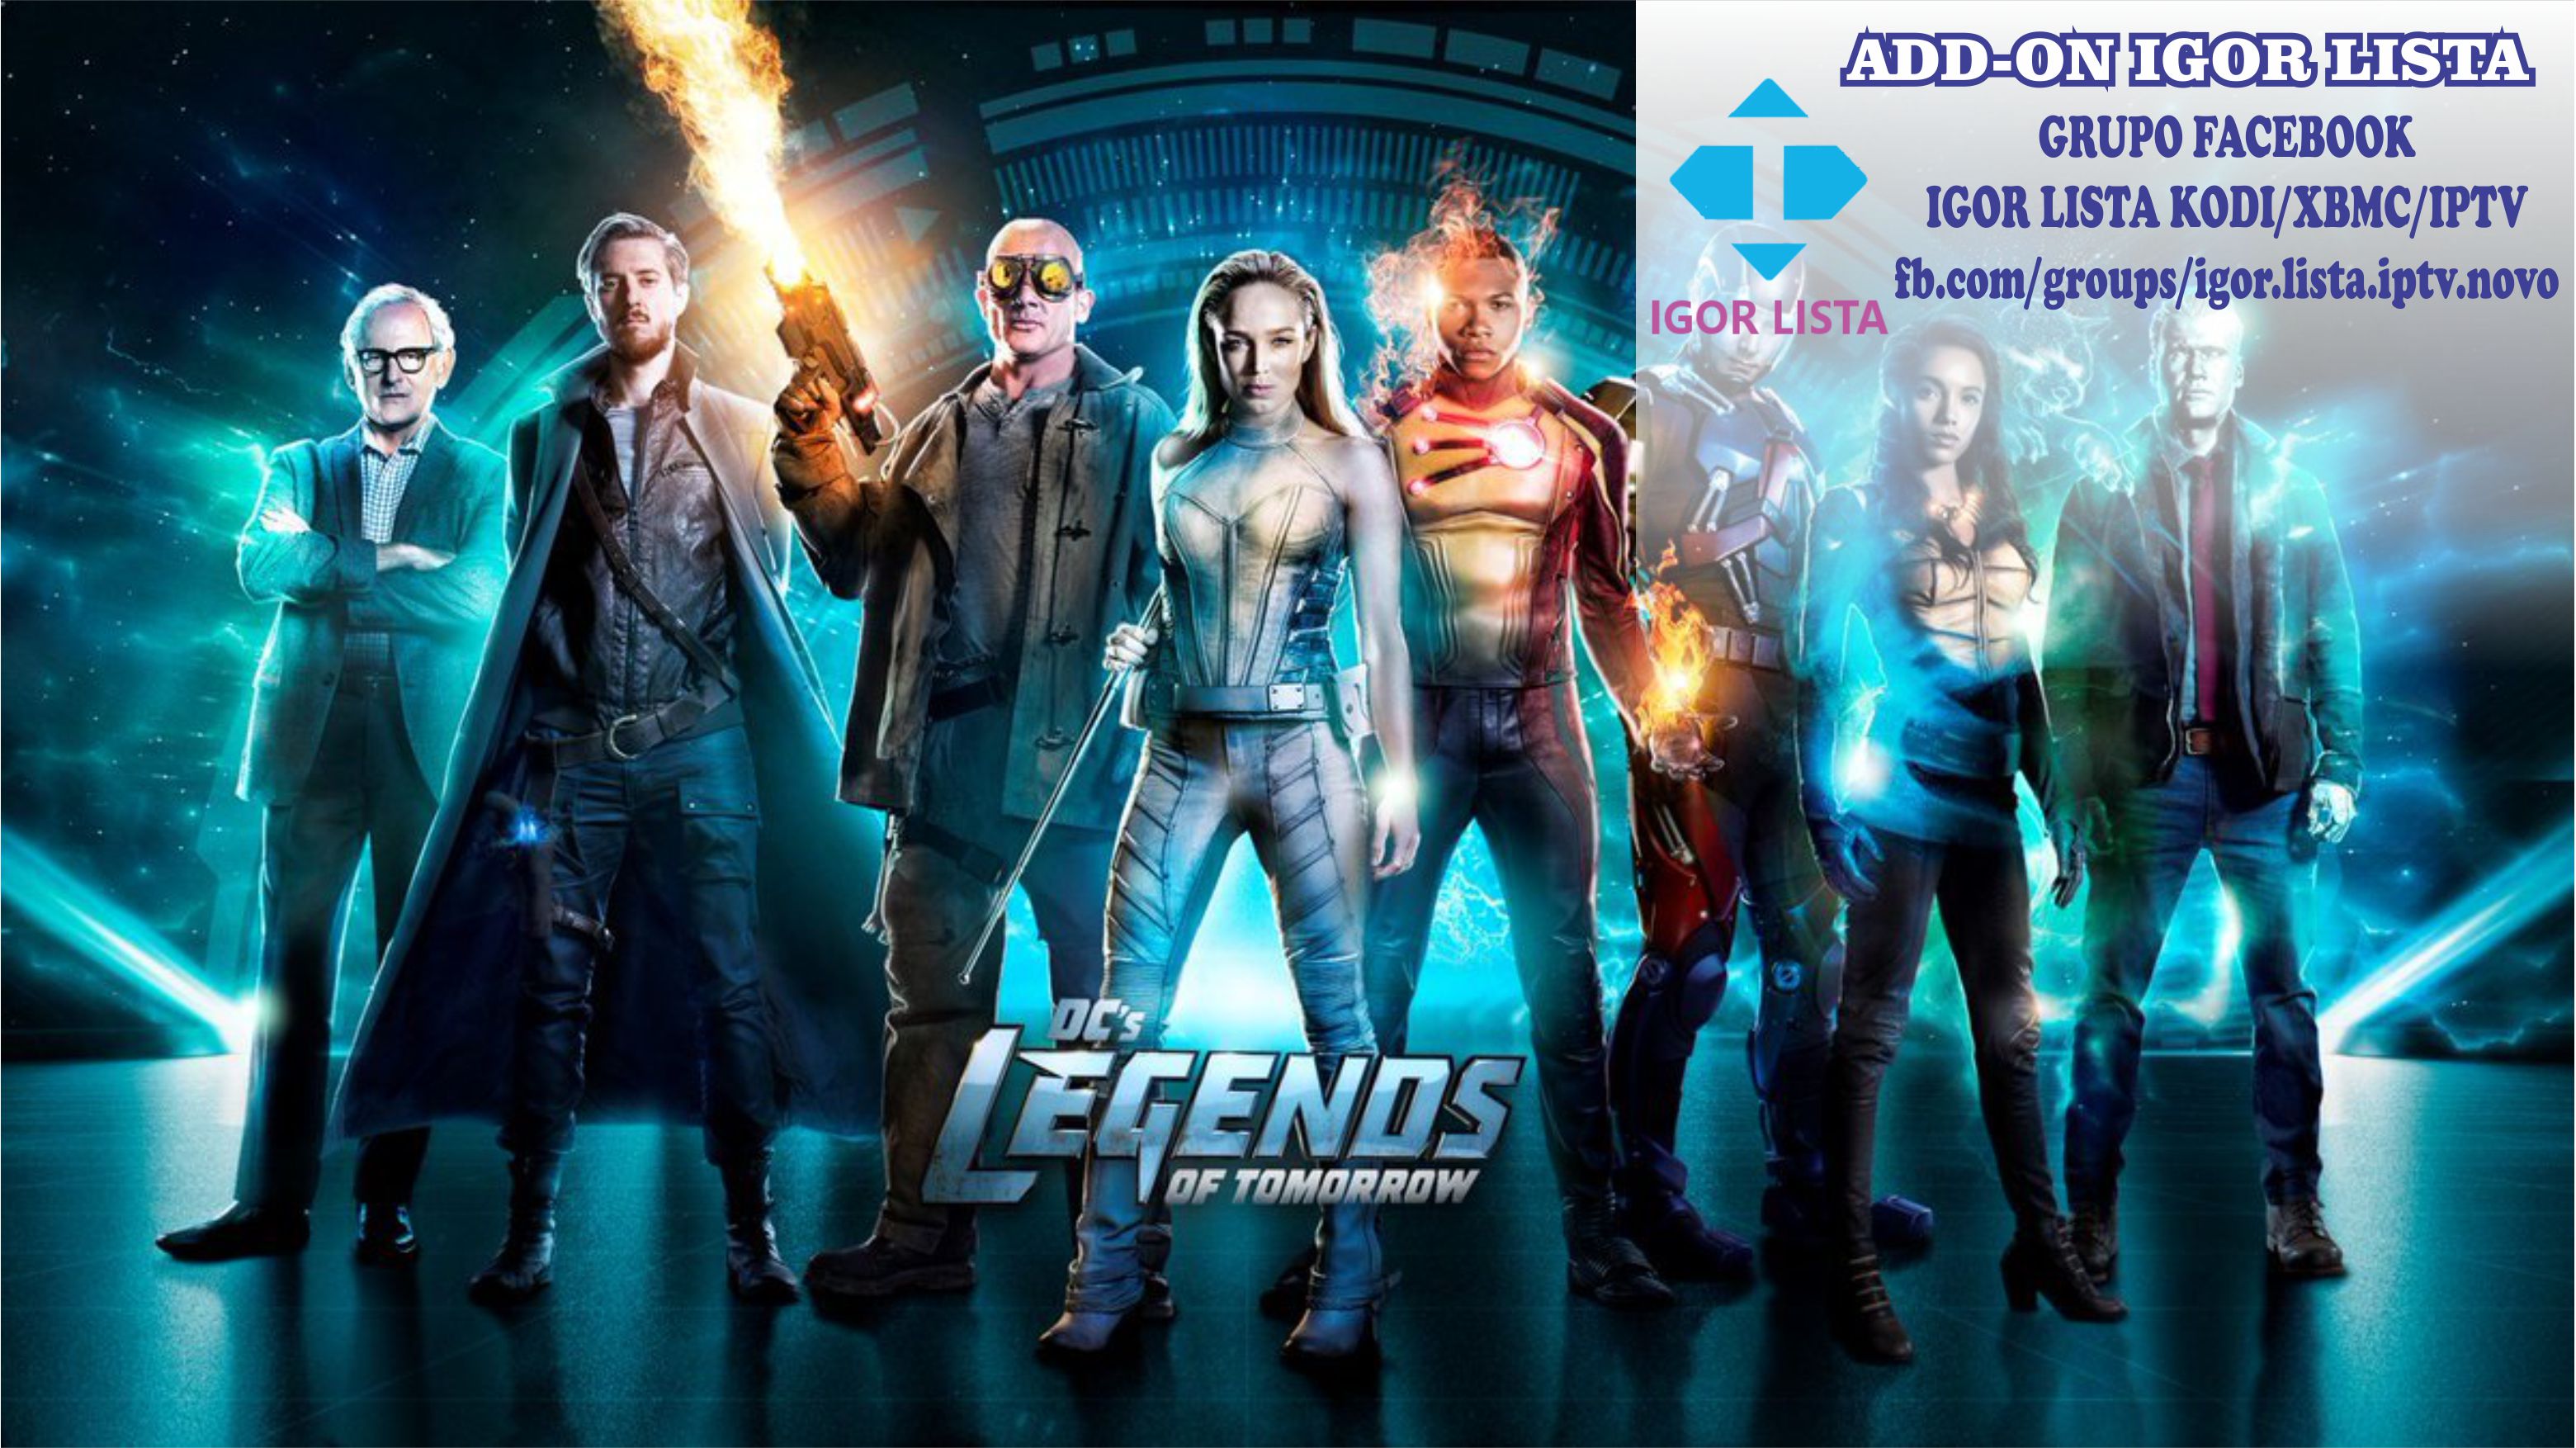 ADD-ON IGOR LISTA
GRUPO FACEBOOK
IGOR LISTA KODI/XBMC/IPTV
fb.com/groups/igor.lista.iptv.novo
IGOR LISTA
DC's
LEGENDS
OF TOMORROW